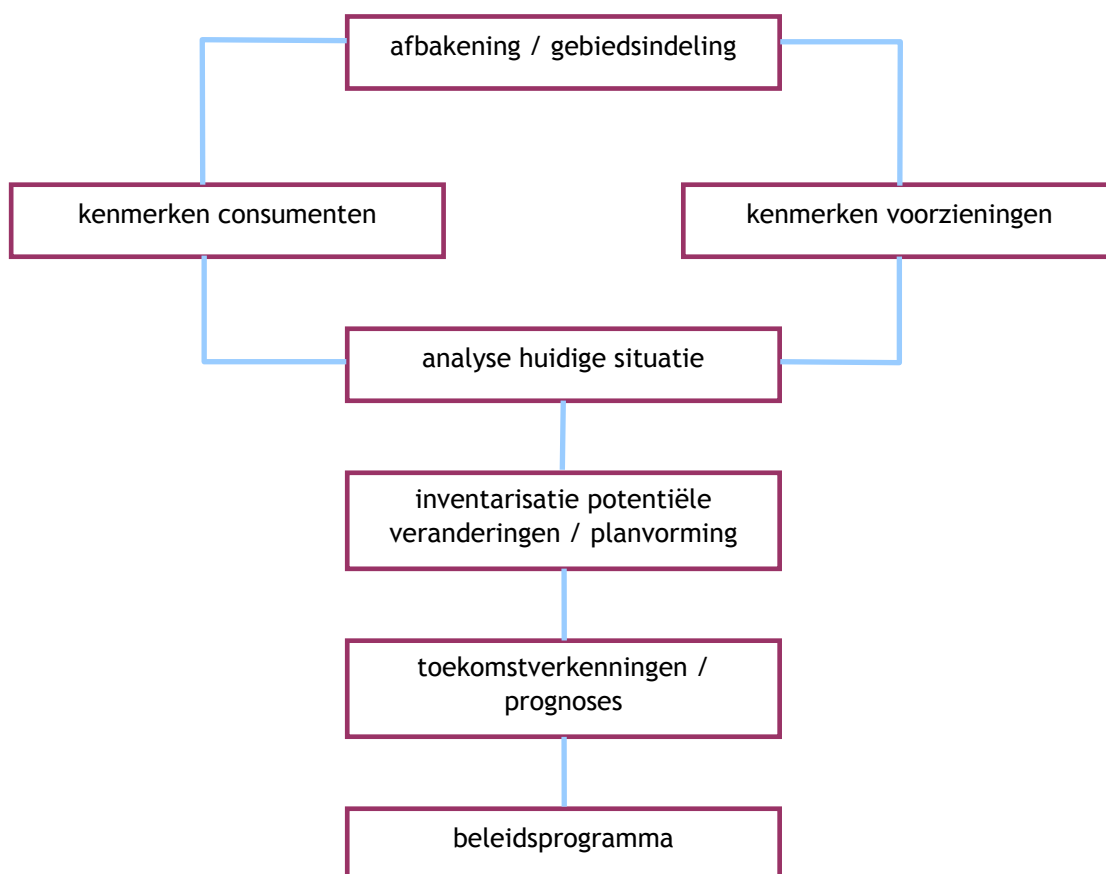 afbakening / gebiedsindeling
kenmerken consumenten
kenmerken voorzieningen
analyse huidige situatie
inventarisatie potentiële
veranderingen / planvorming
toekomstverkenningen /
prognoses
beleidsprogramma